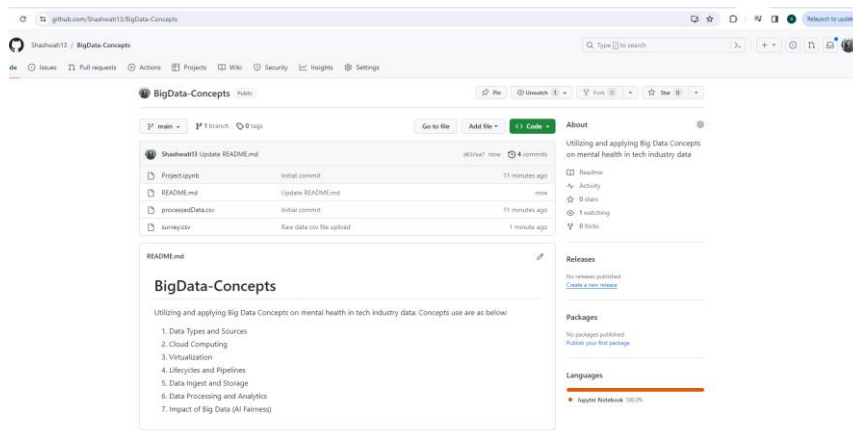 github.com/Shashwati13/BigData-Concepts
Relaunch to update
Shashwati13 / BigData-Concepts
Type / to search
de Issues Pull requests Actions Projects Wiki Security Insights Settings
BigData-Concepts Public
Pin Unwatch 1 Fork 0 Star 0
main 1 branch 0 tags
Go to file Add file <> Code
About
Utilizing and applying Big Data Concepts
on mental health in tech industry data
Shashwati13 Update README.md
now 4 commits
Project.ipynb Initial commit 11 minutes ago
README.md Update README.md now
processedData.csv Initial commit 11 minutes ago
survey.csv Raw data csv file upload 1 minute ago
Readme
Activity
0 stars
1 watching
0 forks
README.md
BigData-Concepts
Utilizing and applying Big Data Concepts on mental health in tech industry data: Concepts use are as below:
1. Data Types and Sources
2. Cloud Computing
3. Virtualization
4. Lifecycles and Pipelines
5. Data Ingest and Storage
6. Data Processing and Analytics
7. Impact of Big Data (AI Fairness)
Releases
No releases published
Create a new release
Packages
No packages published
Publish your first package
Languages
Jupyter Notebook 100.0%